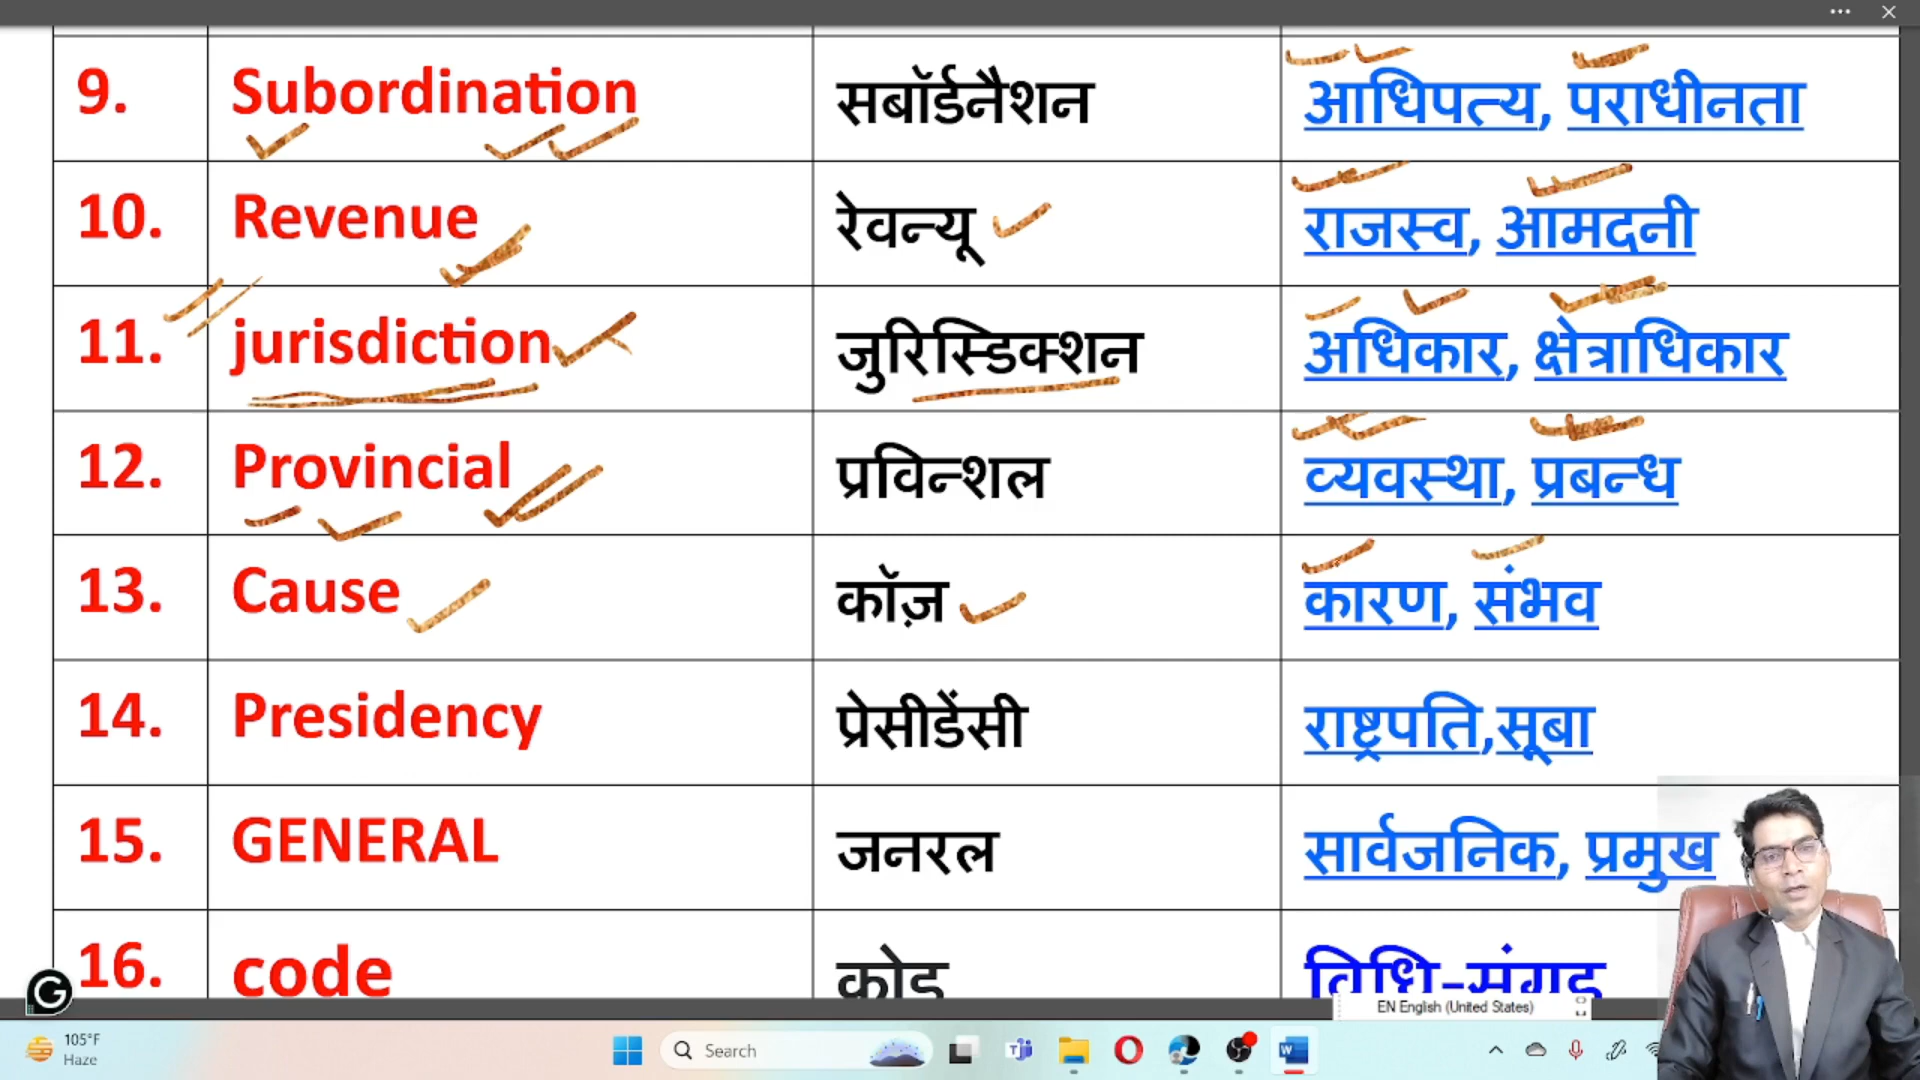 9. Subordination सबॉर्डनैशन आधिपत्य, पराधीनता
10. Revenue रेवन्यू राजस्व, आमदनी
11. jurisdiction जुरिस्डिक्शन अधिकार, क्षेत्राधिकार
12. Provincial प्रविन्शल व्यवस्था, प्रबन्ध
13. Cause कॉज़ कारण, संभव
14. Presidency प्रेसीडेंसी राष्ट्रपति,सूबा
15. GENERAL जनरल सार्वजनिक, प्रमुख
16. code कोड विधि-संग्रह
EN English (United States)
105°F
Haze
Search